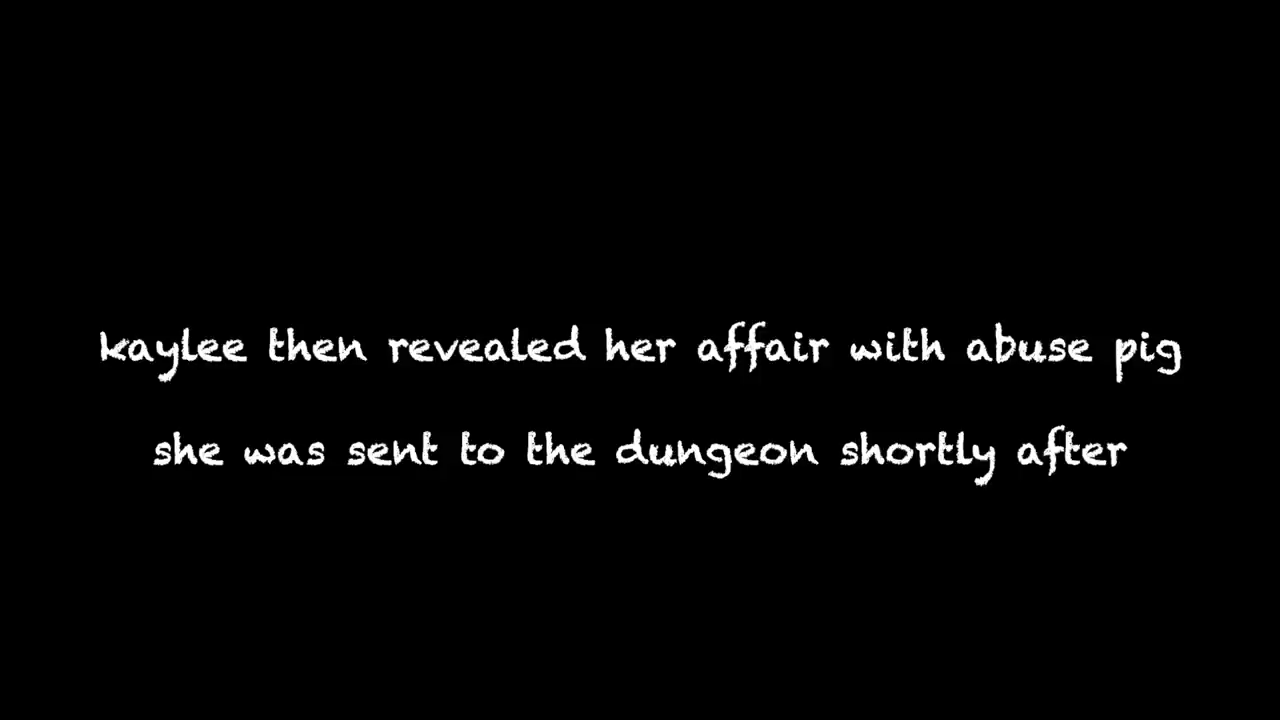 kaylee then revealed her affair with abuse pig
she was sent to the dungeon shortly after